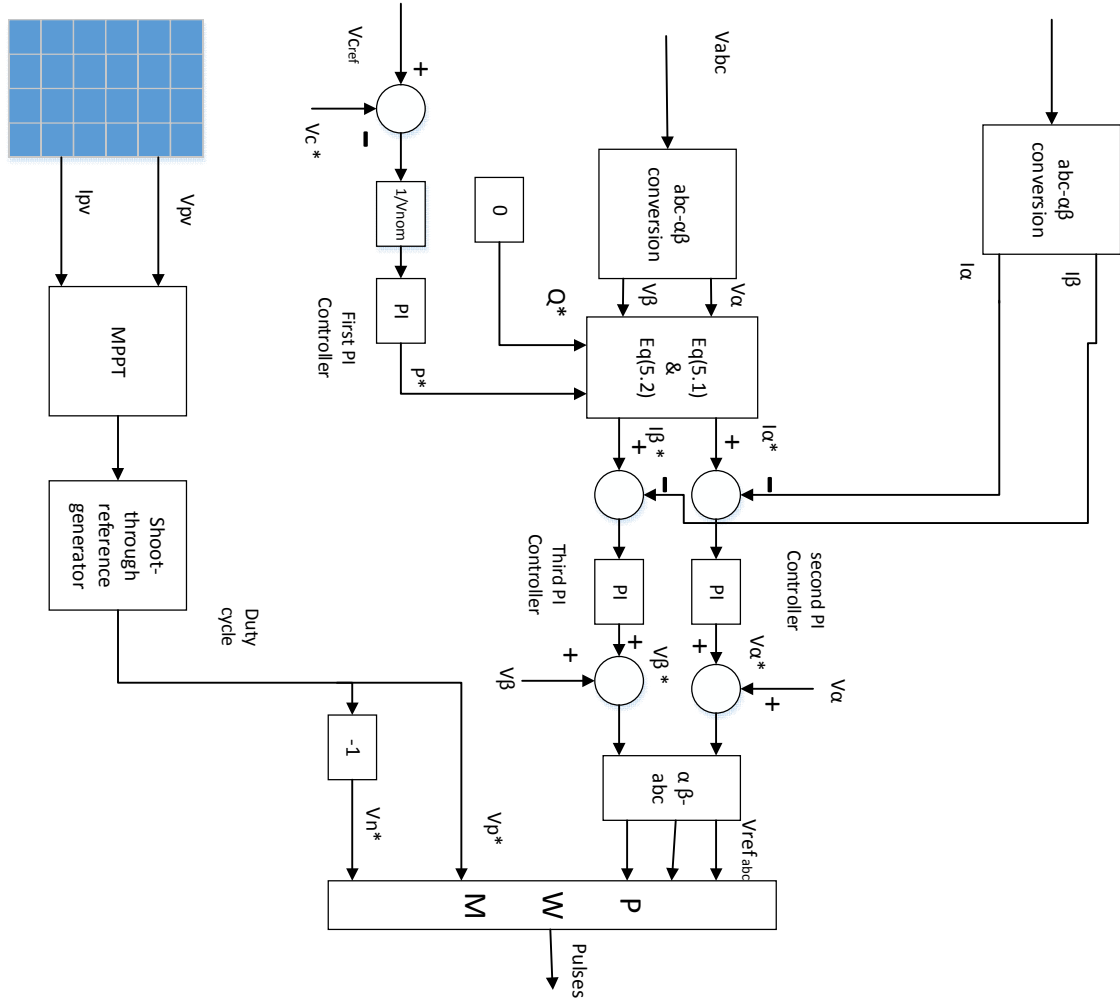 abc-αβ
conversion
Iβ
Iα
Vα
+
Vα*
second PI
Controller
PI
–
Iα*
+
+
Vabc
abc-αβ
conversion
Vα
Vβ
Eq(5.1)
&
Eq(5.2)
Iβ*
+
–
PI
Third PI
Controller
+
Vβ*
+
Vβ
α β-
abc
Vref abc
P
W
M
Pulses
0
Q*
P*
Vcref
+
–
Vc*
1/Vnom
PI
First PI
Controller
Vp*
Vn*
-1
Duty
cycle
Vpv
Ipv
MPPT
Shoot-
through
reference
generator